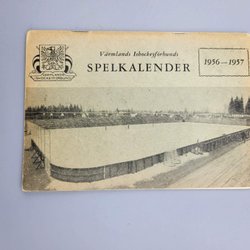 Värmlands Ishockeyförbunds
SPELKALENDER
1956—1957